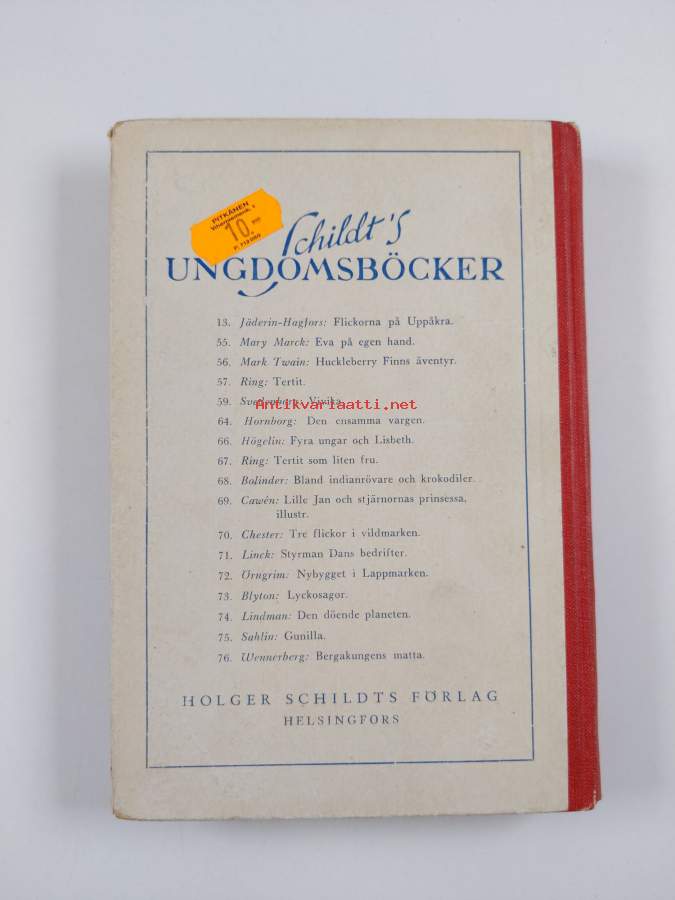 PITKÄNEN
10.
Schildt's
UNGDOMSBÖCKER
13. Jäderin-Hagfors: Flickorna på Uppåkra.
55. Mary Marck: Eva på egen hand.
56. Mark Twain: Huckleberry Finns äventyr.
57. Ring: Tertit.
59. Svedenborg: Vivika.
Antikvariaatti.net
64. Hornborg: Den ensamma vargen.
66. Högelin: Fyra ungar och Lisbeth.
67. Ring: Tertit som liten fru.
68. Bolinder: Bland indianrövare och krokodiler.
69. Cawén: Lille Jan och stjärnornas prinsessa,
illustr.
70. Chester: Tre flickor i vildmarken.
71. Linck: Styrman Dans bedrifter.
72. Örngrim: Nybygget i Lappmarken.
73. Blyton: Lyckosagor.
74. Lindman: Den döende planeten.
75. Sahlin: Gunilla.
76. Wennerberg: Bergakungens matta.
HOLGER SCHILDTS FÖRLAG
HELSINGFORS